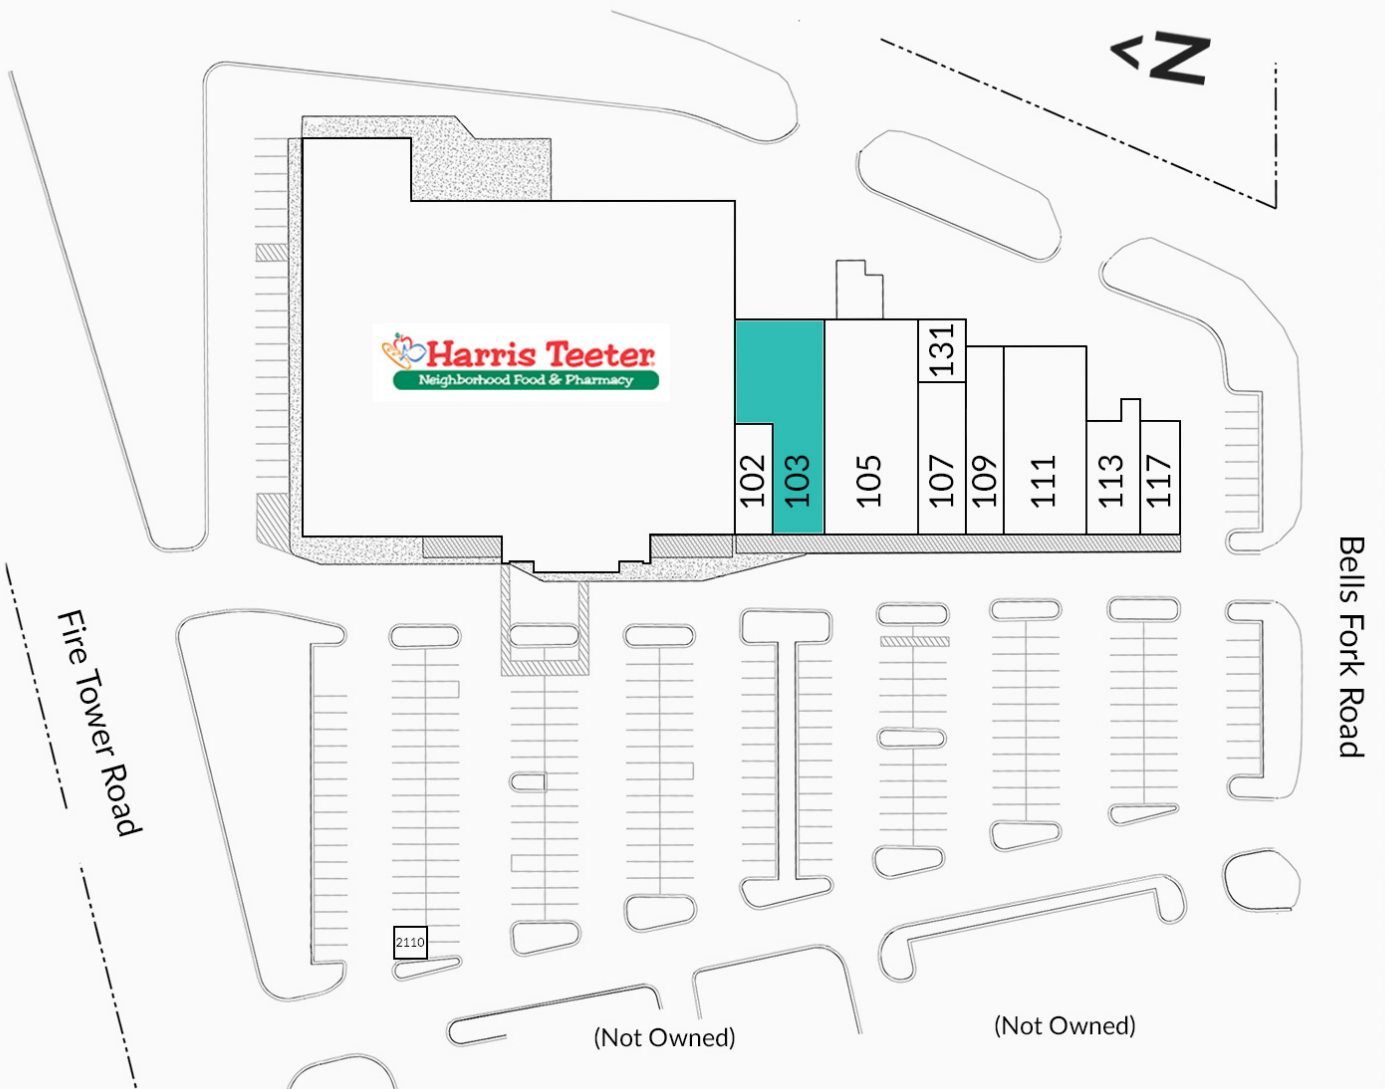 N
Harris Teeter
Neighborhood Food & Pharmacy
131
102
103
105
107
109
111
113
117
Fire Tower Road
Bells Fork Road
2110
(Not Owned)
(Not Owned)